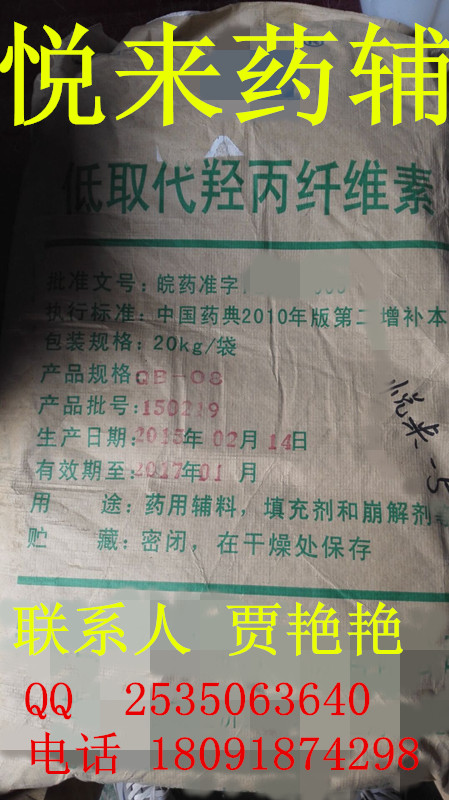 悦来药辅
低取代羟丙纤维素
批准文号：皖药准字
执行标准：中国药典2010年版第二增补本
包装规格：20kg/袋
产品规格QB-08
产品批号：150219
生产日期：2015年02月14日
有效期至：2017年01月
用 途：药用辅料，填充剂和崩解剂
贮 藏：密闭，在干燥处保存
悦来-5
联系人 贾艳艳
QQ 2535063640
电话 18091874298